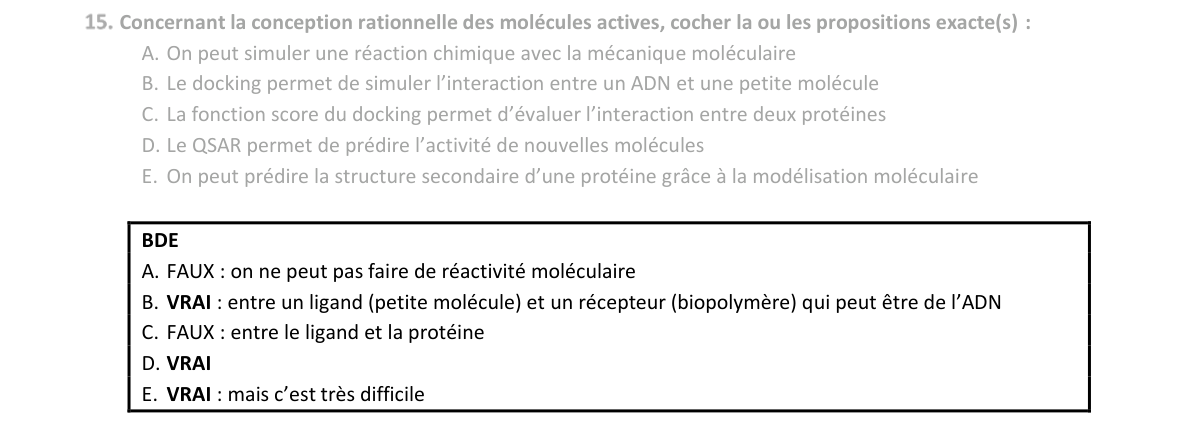 15. Concernant la conception rationnelle des molécules actives, cocher la ou les propositions exacte(s) :
A. On peut simuler une réaction chimique avec la mécanique moléculaire
B. Le docking permet de simuler l’interaction entre un ADN et une petite molécule
C. La fonction score du docking permet d’évaluer l’interaction entre deux protéines
D. Le QSAR permet de prédire l’activité de nouvelles molécules
E. On peut prédire la structure secondaire d’une protéine grâce à la modélisation moléculaire
BDE
A. FAUX : on ne peut pas faire de réactivité moléculaire
B. VRAI : entre un ligand (petite molécule) et un récepteur (biopolymère) qui peut être de l’ADN
C. FAUX : entre le ligand et la protéine
D. VRAI
E. VRAI : mais c’est très difficile